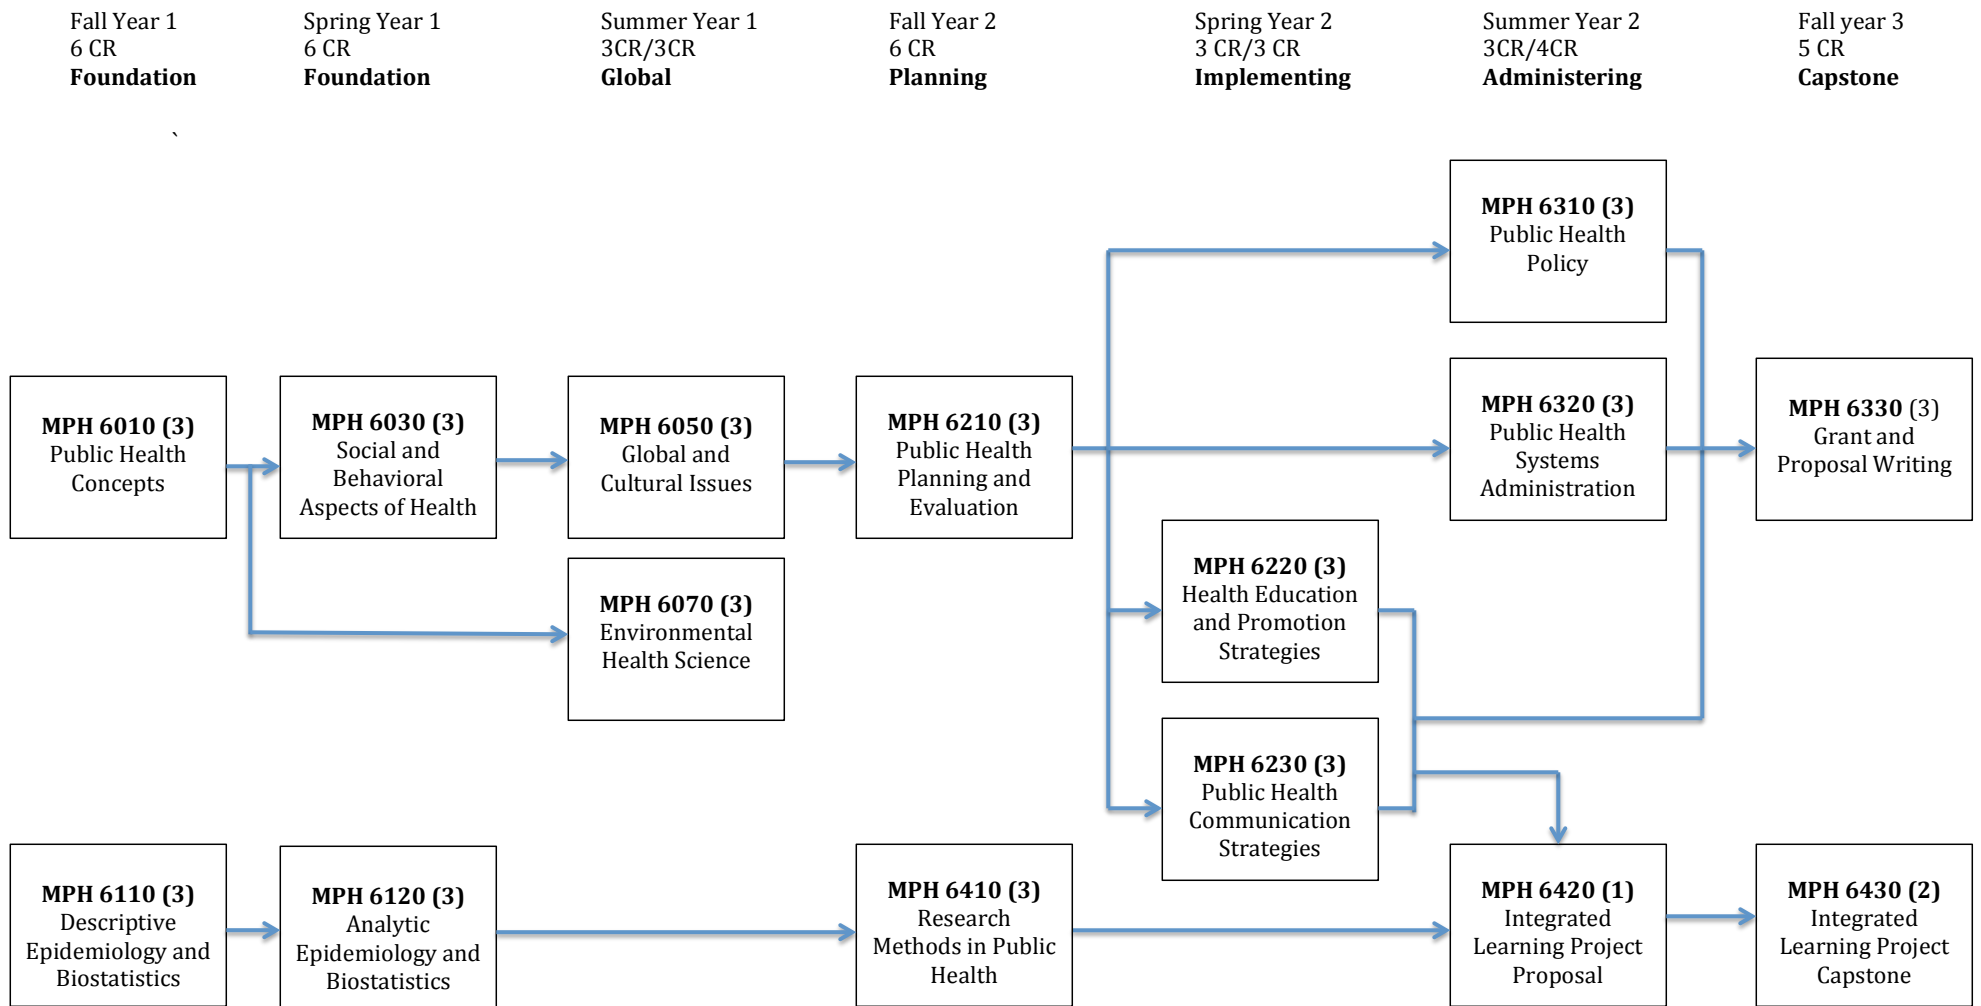 Fall Year 1
6 CR
Foundation
Spring Year 1
6 CR
Foundation
Summer Year 1
3CR/3CR
Global
Fall Year 2
6 CR
Planning
Spring Year 2
3 CR/3 CR
Implementing
Summer Year 2
3CR/4CR
Administering
Fall year 3
5 CR
Capstone
`
MPH 6310 (3)
Public Health
Policy
MPH 6010 (3)
Public Health
Concepts
MPH 6030 (3)
Social and
Behavioral
Aspects of Health
MPH 6050 (3)
Global and
Cultural Issues
MPH 6210 (3)
Public Health
Planning and
Evaluation
MPH 6320 (3)
Public Health
Systems
Administration
MPH 6330 (3)
Grant and
Proposal Writing
MPH 6070 (3)
Environmental
Health Science
MPH 6220 (3)
Health Education
and Promotion
Strategies
MPH 6230 (3)
Public Health
Communication
Strategies
MPH 6110 (3)
Descriptive
Epidemiology and
Biostatistics
MPH 6120 (3)
Analytic
Epidemiology and
Biostatistics
MPH 6410 (3)
Research
Methods in Public
Health
MPH 6420 (1)
Integrated
Learning Project
Proposal
MPH 6430 (2)
Integrated
Learning Project
Capstone